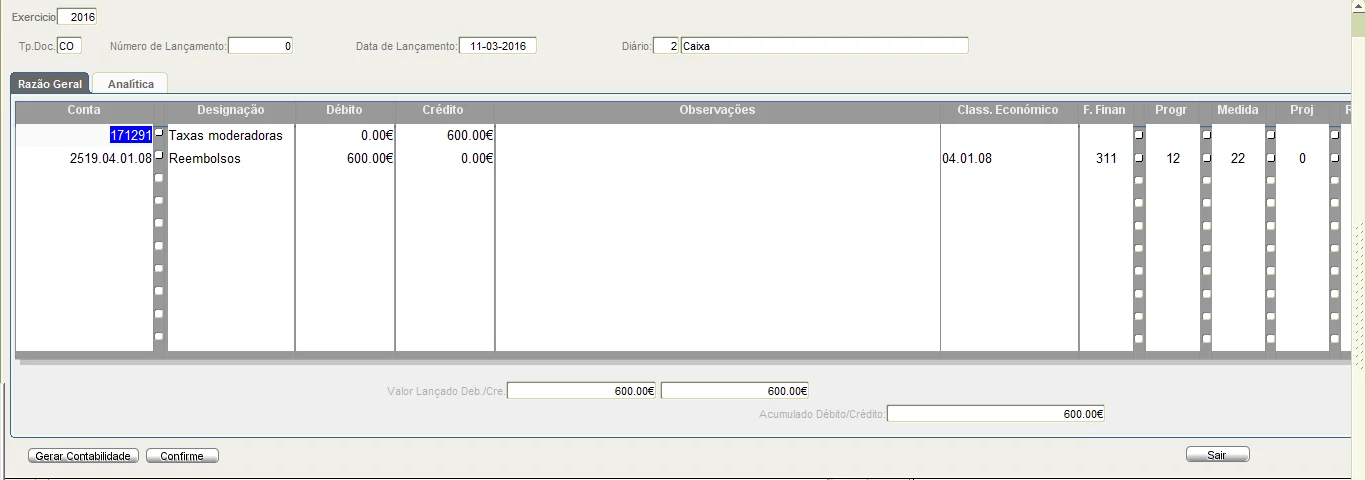 Exercicio 2016
Tp.Doc. CO Número de Lançamento: 0 Data de Lançamento: 11-03-2016 Diário: 2 Caixa
Razão Geral Analítica
Conta Designação Débito Crédito Observações Class. Económico F. Finan Progr Medida Proj
171291 Taxas moderadoras 0.00€ 600.00€
2519.04.01.08 Reembolsos 600.00€ 0.00€ 04.01.08 311 12 22 0
Valor Lançado Deb./Cre. 600.00€ 600.00€
Acumulado Débito/Crédito: 600.00€
Gerar Contabilidade Confirme Sair